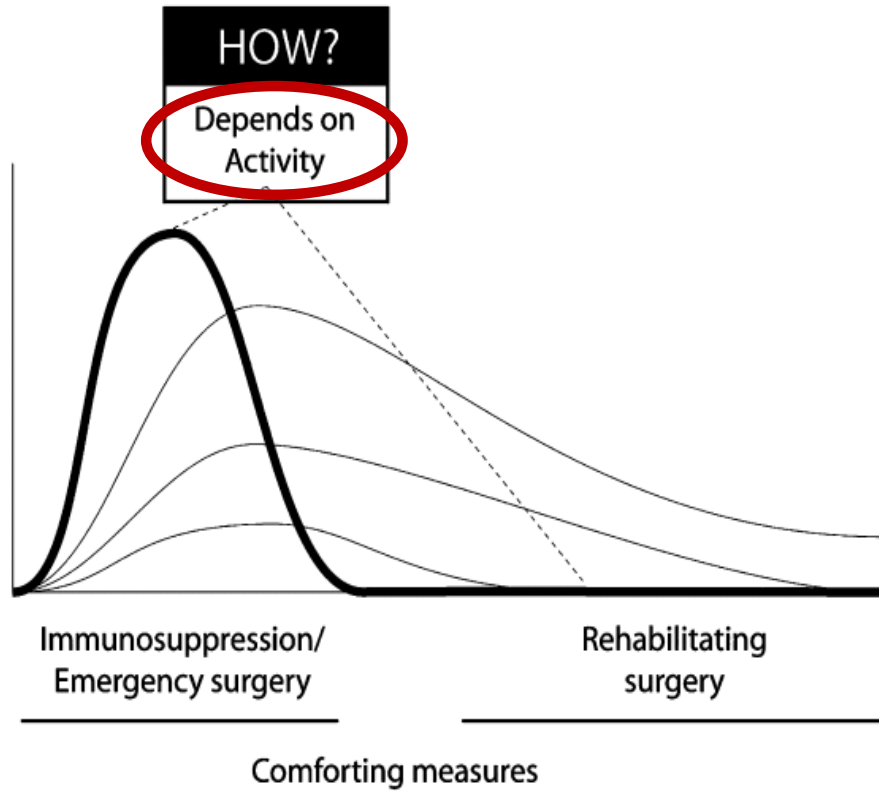 HOW?
Depends on
Activity
Immunosuppression/
Emergency surgery
Rehabilitating
surgery
Comforting measures